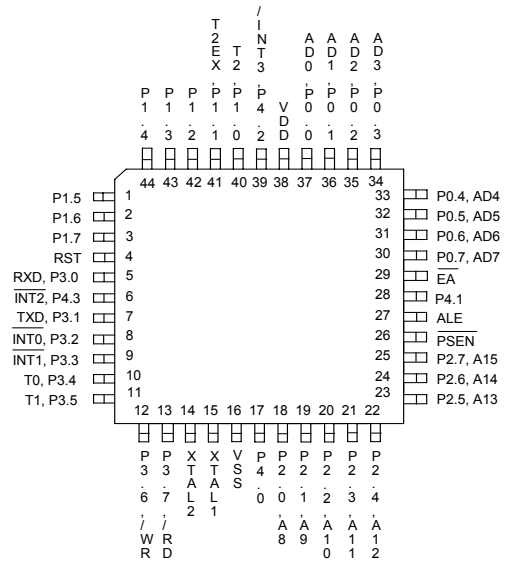 P1.4
P1.3
P1.2
T2EX,P1.1
T2,P1.0
/INT3,P4.2
VDD
AD0,P0.0
AD1,P0.1
AD2,P0.2
AD3,P0.3
44 43 42 41 40 39 38 37 36 35 34
P1.5 1
P1.6 2
P1.7 3
RST 4
RXD, P3.0 5
INT2, P4.3 6
TXD, P3.1 7
INT0, P3.2 8
INT1, P3.3 9
T0, P3.4 10
T1, P3.5 11
33 P0.4, AD4
32 P0.5, AD5
31 P0.6, AD6
30 P0.7, AD7
29 EA
28 P4.1
27 ALE
26 PSEN
25 P2.7, A15
24 P2.6, A14
23 P2.5, A13
12 13 14 15 16 17 18 19 20 21 22
P3.6,/WR
P3.7,/RD
XTAL2
XTAL1
VSS
P4.0
P2.0,A8
P2.1,A9
P2.2,A10
P2.3,A11
P2.4,A12